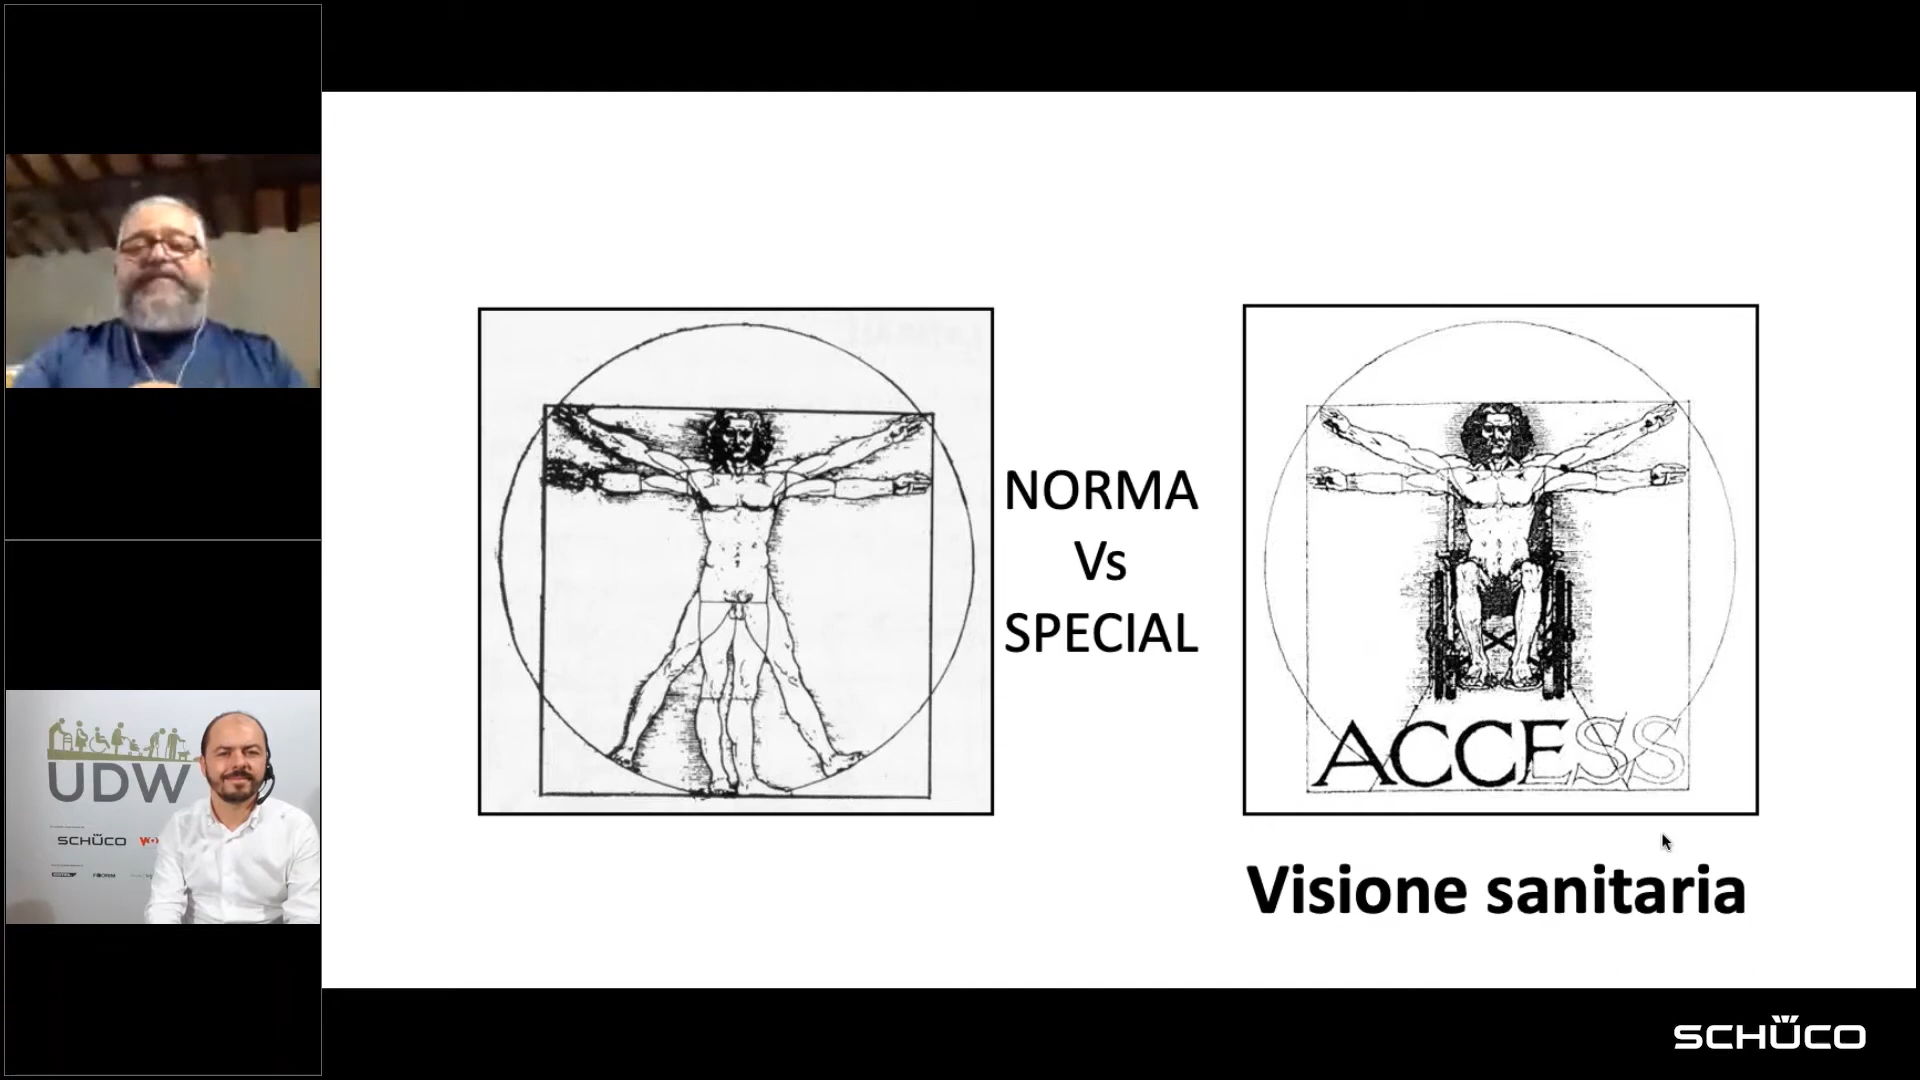 NORMA
Vs
SPECIAL
ACCESS
Visione sanitaria
UDW
SCHÜCO
SCHÜCO